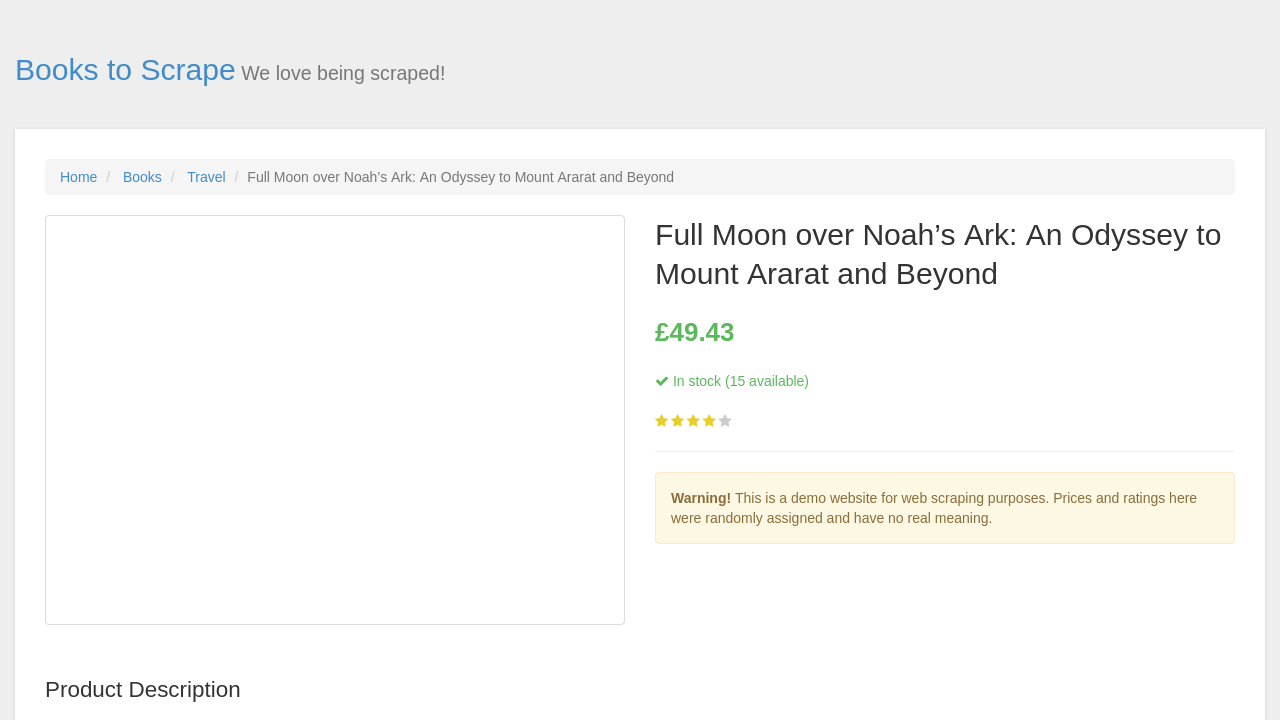 Books to Scrape We love being scraped!
Home / Books / Travel / Full Moon over Noah’s Ark: An Odyssey to Mount Ararat and Beyond
Full Moon over Noah’s Ark: An Odyssey to
Mount Ararat and Beyond
£49.43
In stock (15 available)
Warning! This is a demo website for web scraping purposes. Prices and ratings here
were randomly assigned and have no real meaning.
Product Description